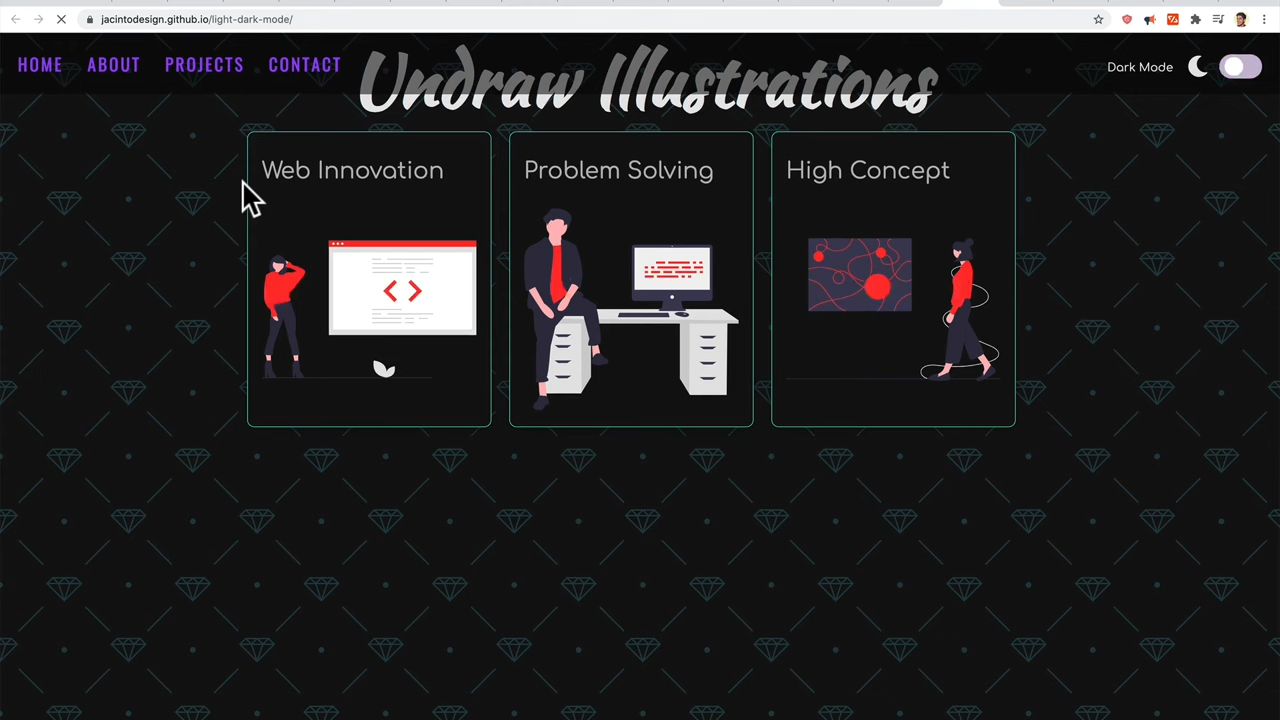 jacintodesign.github.io/light-dark-mode/
HOME ABOUT PROJECTS CONTACT
Undraw Illustrations
Dark Mode
Web Innovation
Problem Solving
High Concept